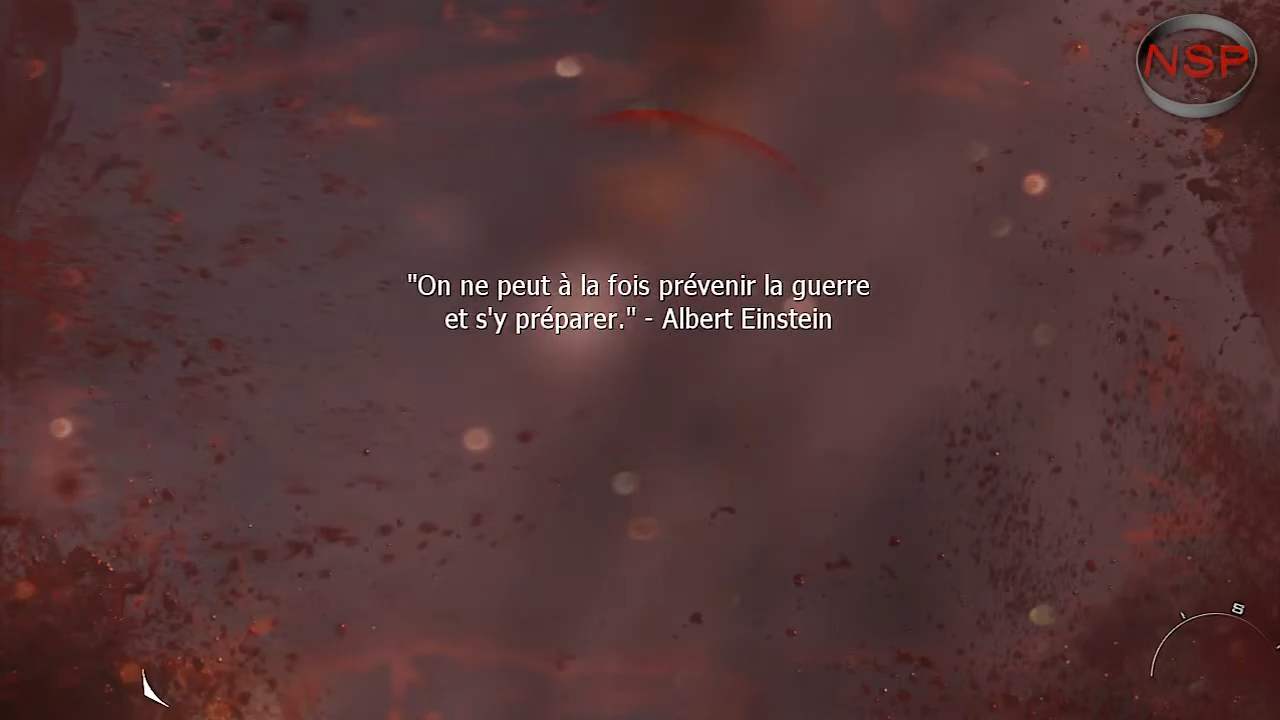 NSP
"On ne peut à la fois prévenir la guerre
et s'y préparer." - Albert Einstein
S